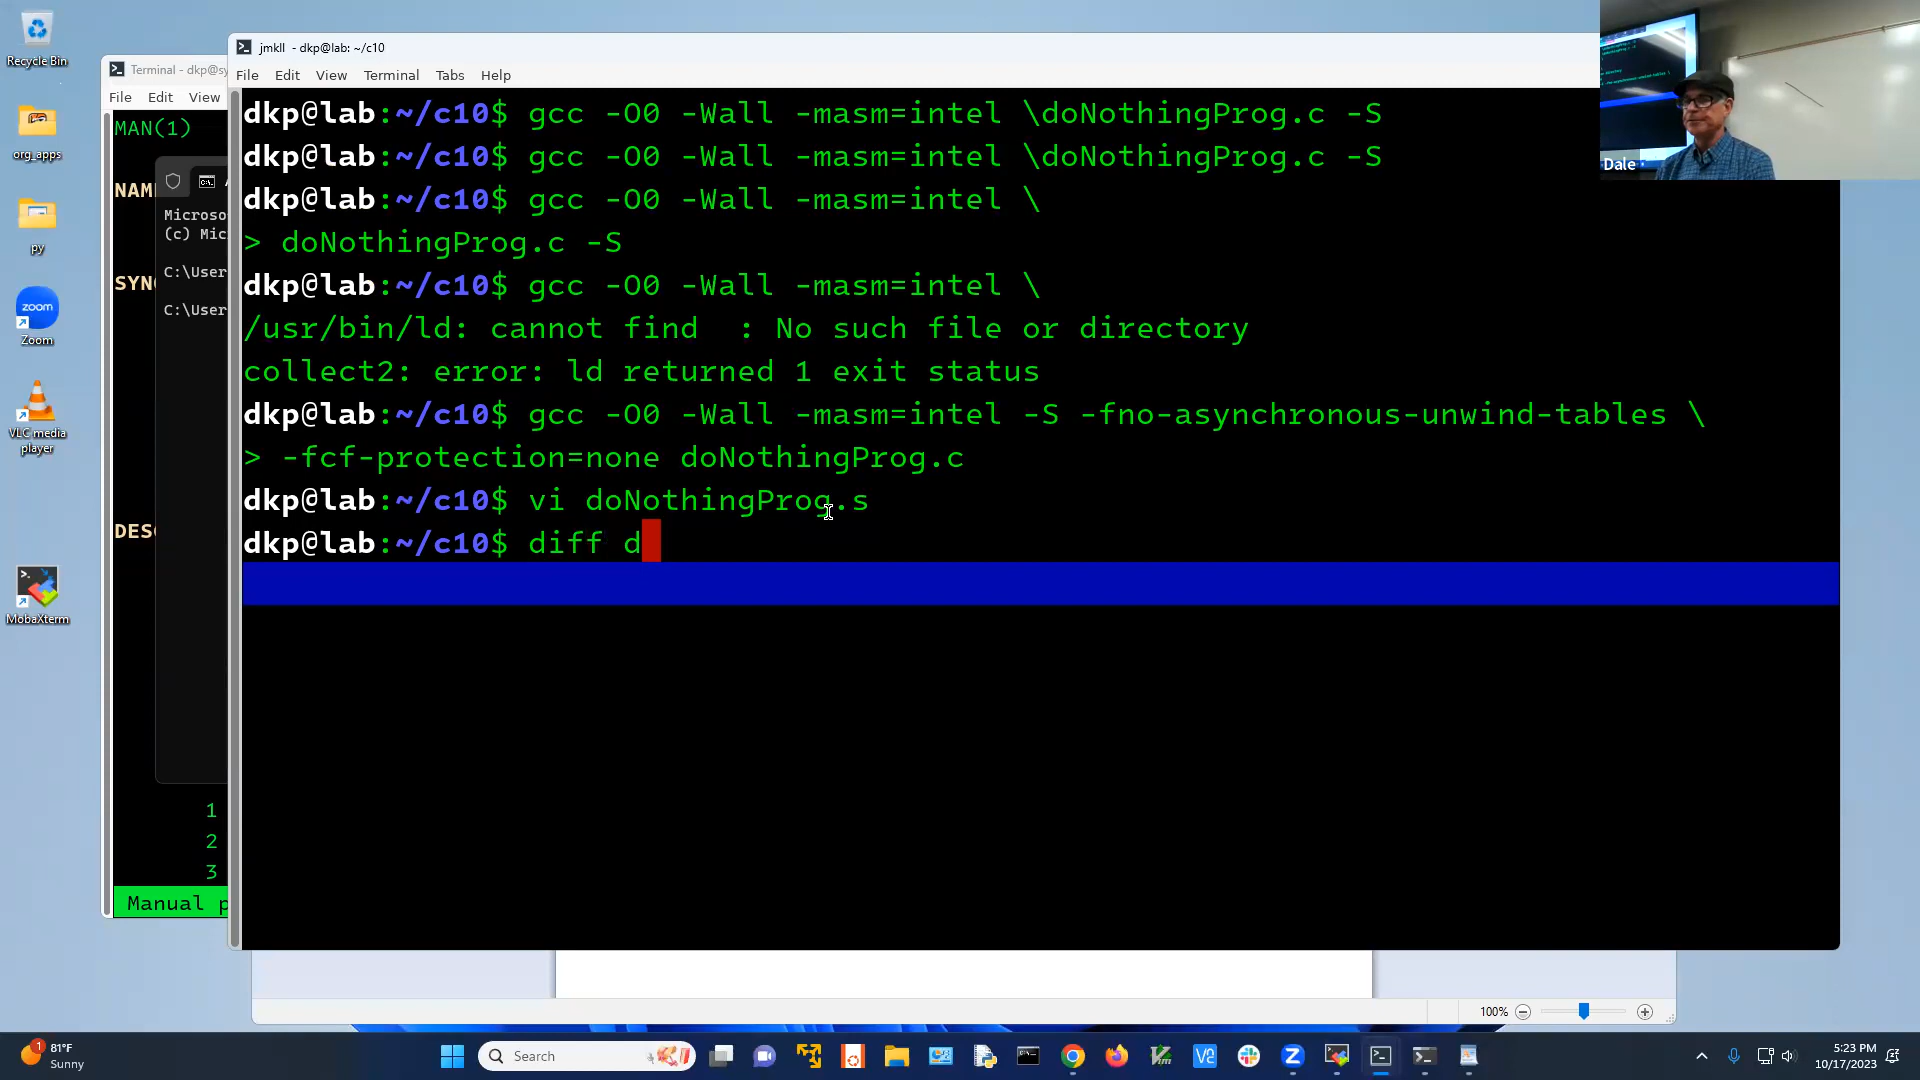 Recycle Bin
org_apps
py
zoom
Zoom
VLC media
player
MobaXterm
Terminal - dkp@sy
File Edit View
MAN(1)
NAM
SYNO
DESC
1
2
3
Manual p
Microso
(c) Mic
C:\User
C:\User
jmkll - dkp@lab: ~/c10
File Edit View Terminal Tabs Help
dkp@lab:~/c10$ gcc -O0 -Wall -masm=intel \doNothingProg.c -S
dkp@lab:~/c10$ gcc -O0 -Wall -masm=intel \doNothingProg.c -S
dkp@lab:~/c10$ gcc -O0 -Wall -masm=intel \
> doNothingProg.c -S
dkp@lab:~/c10$ gcc -O0 -Wall -masm=intel \
/usr/bin/ld: cannot find  : No such file or directory
collect2: error: ld returned 1 exit status
dkp@lab:~/c10$ gcc -O0 -Wall -masm=intel -S -fno-asynchronous-unwind-tables \
> -fcf-protection=none doNothingProg.c
dkp@lab:~/c10$ vi doNothingProg.s
dkp@lab:~/c10$ diff d
Dale
100%
1
81°F
Sunny
Search
5:23 PM
10/17/2023